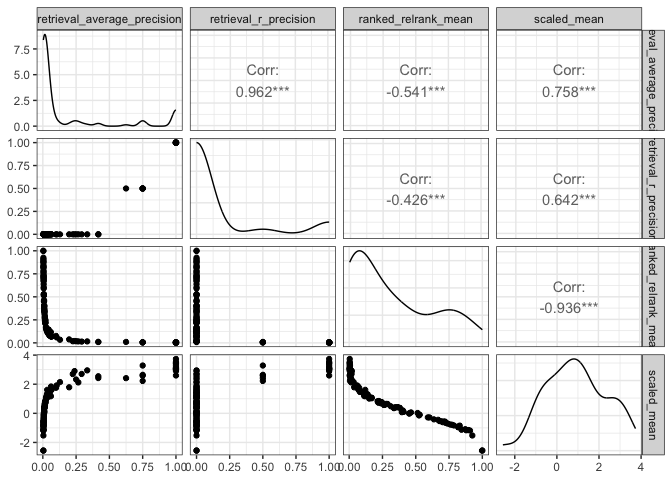 retrieval_average_precision retrieval_r_precision ranked_relrank_mean scaled_mean
7.5
5.0
2.5
0.0
Corr:
0.962***
Corr:
-0.541***
Corr:
0.758***
eval_average_preci
1.00
0.75
0.50
0.25
0.00
Corr:
-0.426***
Corr:
0.642***
retrieval_r_precision
1.00
0.75
0.50
0.25
0.00
Corr:
-0.936***
anked_relrank_mea
4
2
0
-2
scaled_mean
0.00 0.25 0.50 0.75 1.00 0.00 0.25 0.50 0.75 1.00 0.00 0.25 0.50 0.75 1.00 -2 0 2 4